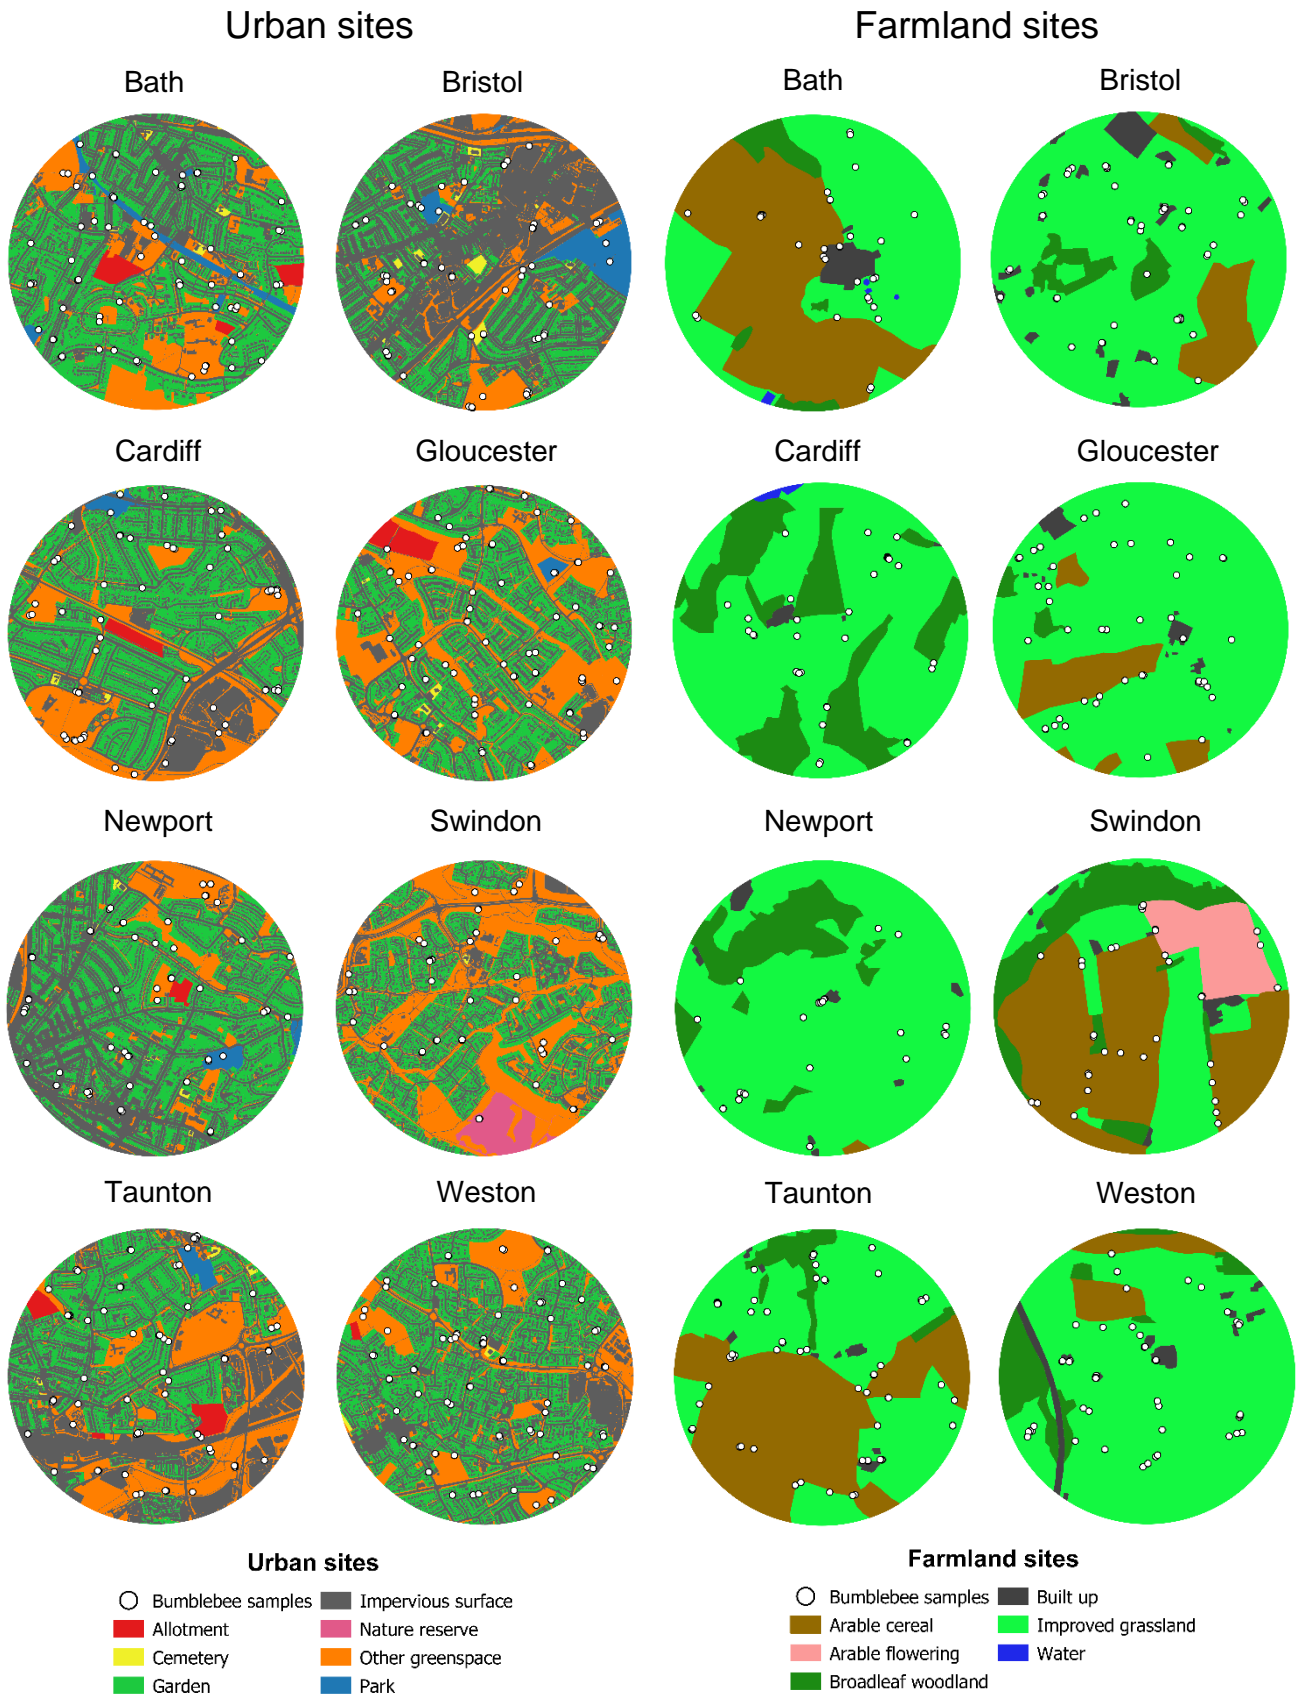 Urban sites
Farmland sites
Bath
Bristol
Bath
Bristol
Cardiff
Gloucester
Cardiff
Gloucester
Newport
Swindon
Newport
Swindon
Taunton
Weston
Taunton
Weston
Urban sites
Bumblebee samples
Impervious surface
Allotment
Nature reserve
Cemetery
Other greenspace
Garden
Park
Farmland sites
Bumblebee samples
Built up
Arable cereal
Improved grassland
Arable flowering
Water
Broadleaf woodland